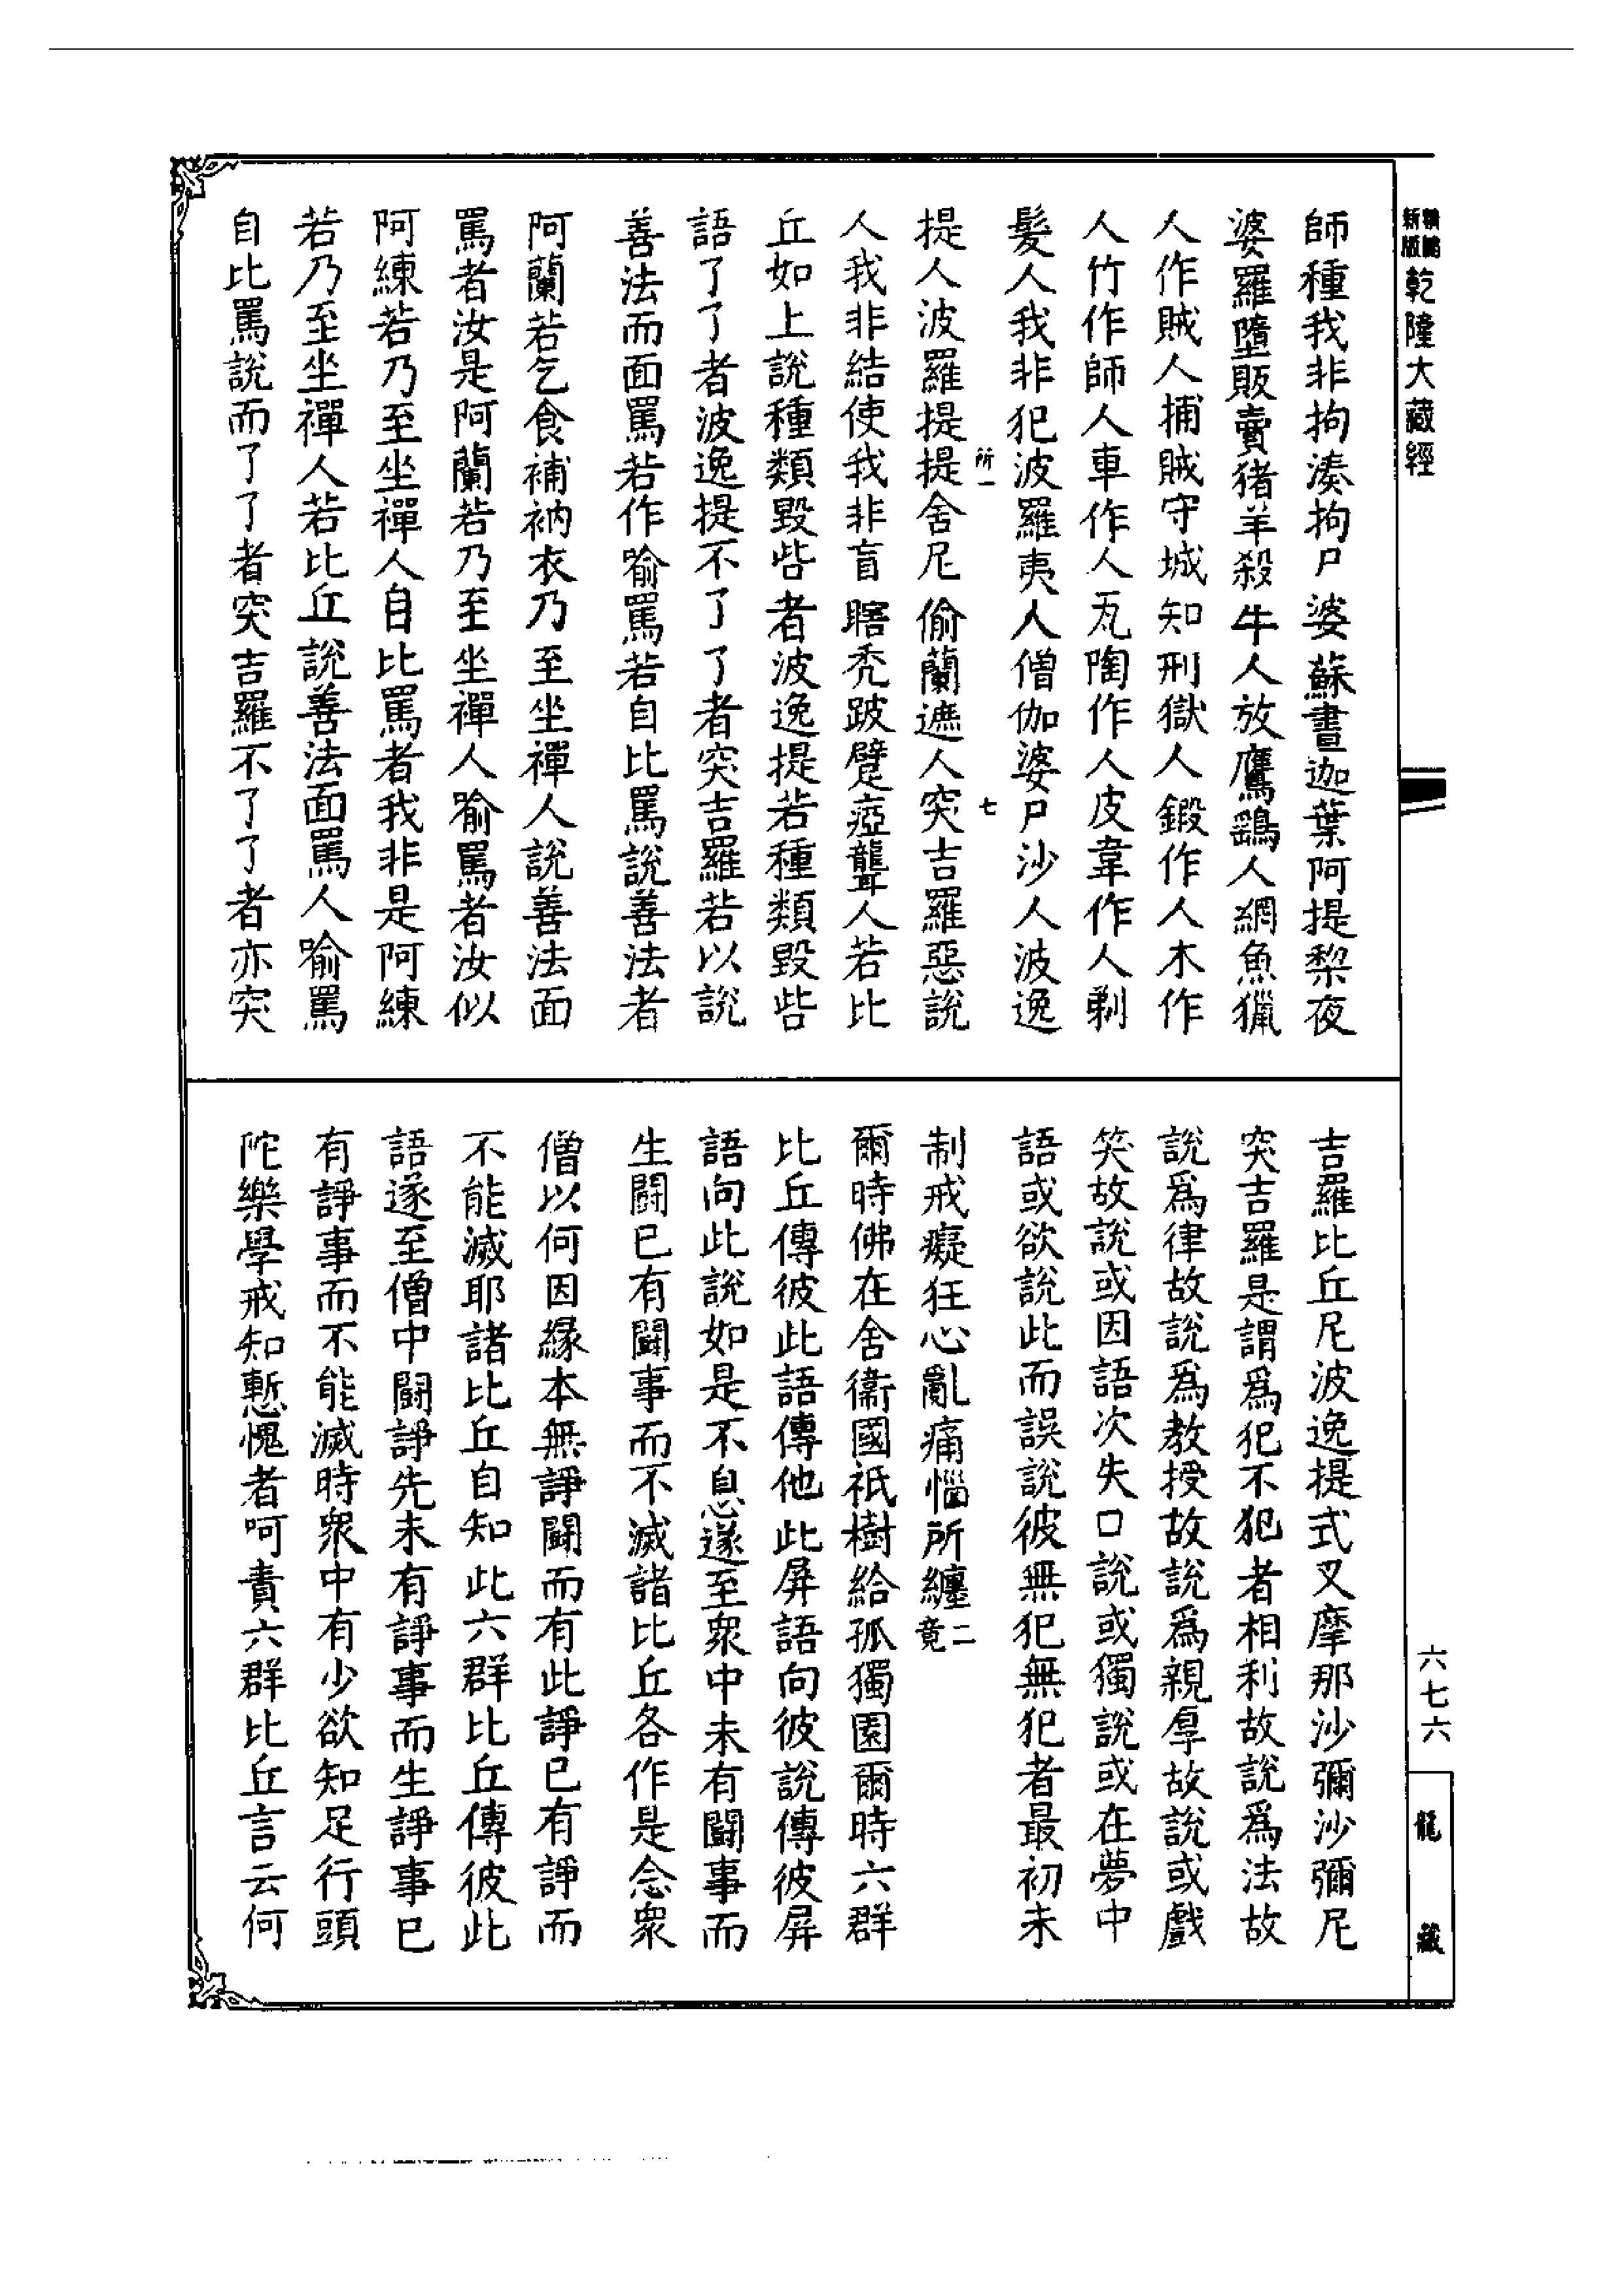 乾隆大藏經
師種我非拘湊拘尸婆蘇晝迦葉阿提棃夜
婆羅墮販賣猪羊殺牛人放鷹鷂人網魚獵
人作賊人捕賊守城知刑獄人鍛作人木作
人竹作師人車作人瓦陶作人皮韋作人剃
髮人我非犯波羅夷人僧伽婆尸沙人波逸
所一
七
提人波羅提提舍尼偷蘭遮人突吉羅惡說
人我非結使我非盲瞎禿跛躄瘂聾人若比
丘如上說種類毀呰者波逸提若種類毀呰
語了了者波逸提不了了者突吉羅若以說
善法而面罵若作喻罵若自比罵說善法者
阿蘭若乞食補衲衣乃至坐禪人說善法面
罵者汝是阿蘭若乃至坐禪人喻罵者汝似
阿練若乃至坐禪人自比罵者我非是阿練
若乃至坐禪人若比丘說善法面罵人喻罵
自比罵說而了了者突吉羅不了了者亦突
吉羅比丘尼波逸提式叉摩那沙彌沙彌尼
突吉羅是謂為犯不犯者相利故說為法故
說為律故說為教授故說為親厚故說或戲
笑故說或因語次失口說或獨說或在夢中
語或欲說此而誤說彼無犯無犯者最初未
制戒癡狂心亂痛惱所纏二竟
爾時佛在舍衞國祇樹給孤獨園爾時六群
比丘傳彼此語傳他此屏語向彼說傳彼屏
語向此說如是不息遂至眾中未有鬭事而
生鬭已有鬭事而不滅諸比丘各作是念眾
僧以何因緣本無諍鬭而有此諍已有諍而
不能滅耶諸比丘自知此六群比丘傳彼此
語遂至僧中鬭諍先未有諍事而生諍事已
有諍事而不能滅時眾中有少欲知足行頭
陀樂學戒知慙愧者呵責六群比丘言云何
六七六
龍藏